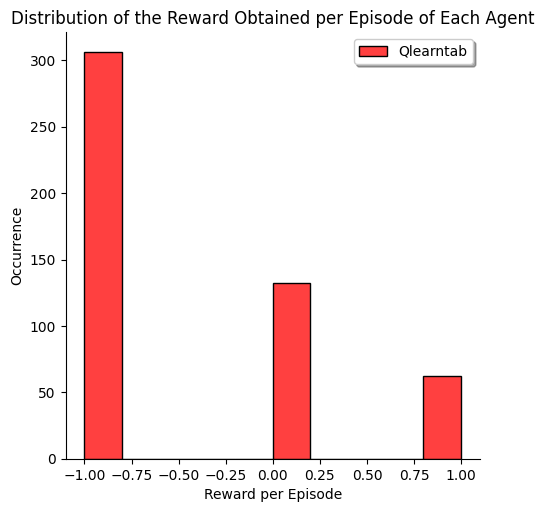 Distribution of the Reward Obtained per Episode of Each Agent
Qlearntab
300
250
200
150
100
50
0
Occurrence
−1.00 −0.75 −0.50 −0.25 0.00 0.25 0.50 0.75 1.00
Reward per Episode